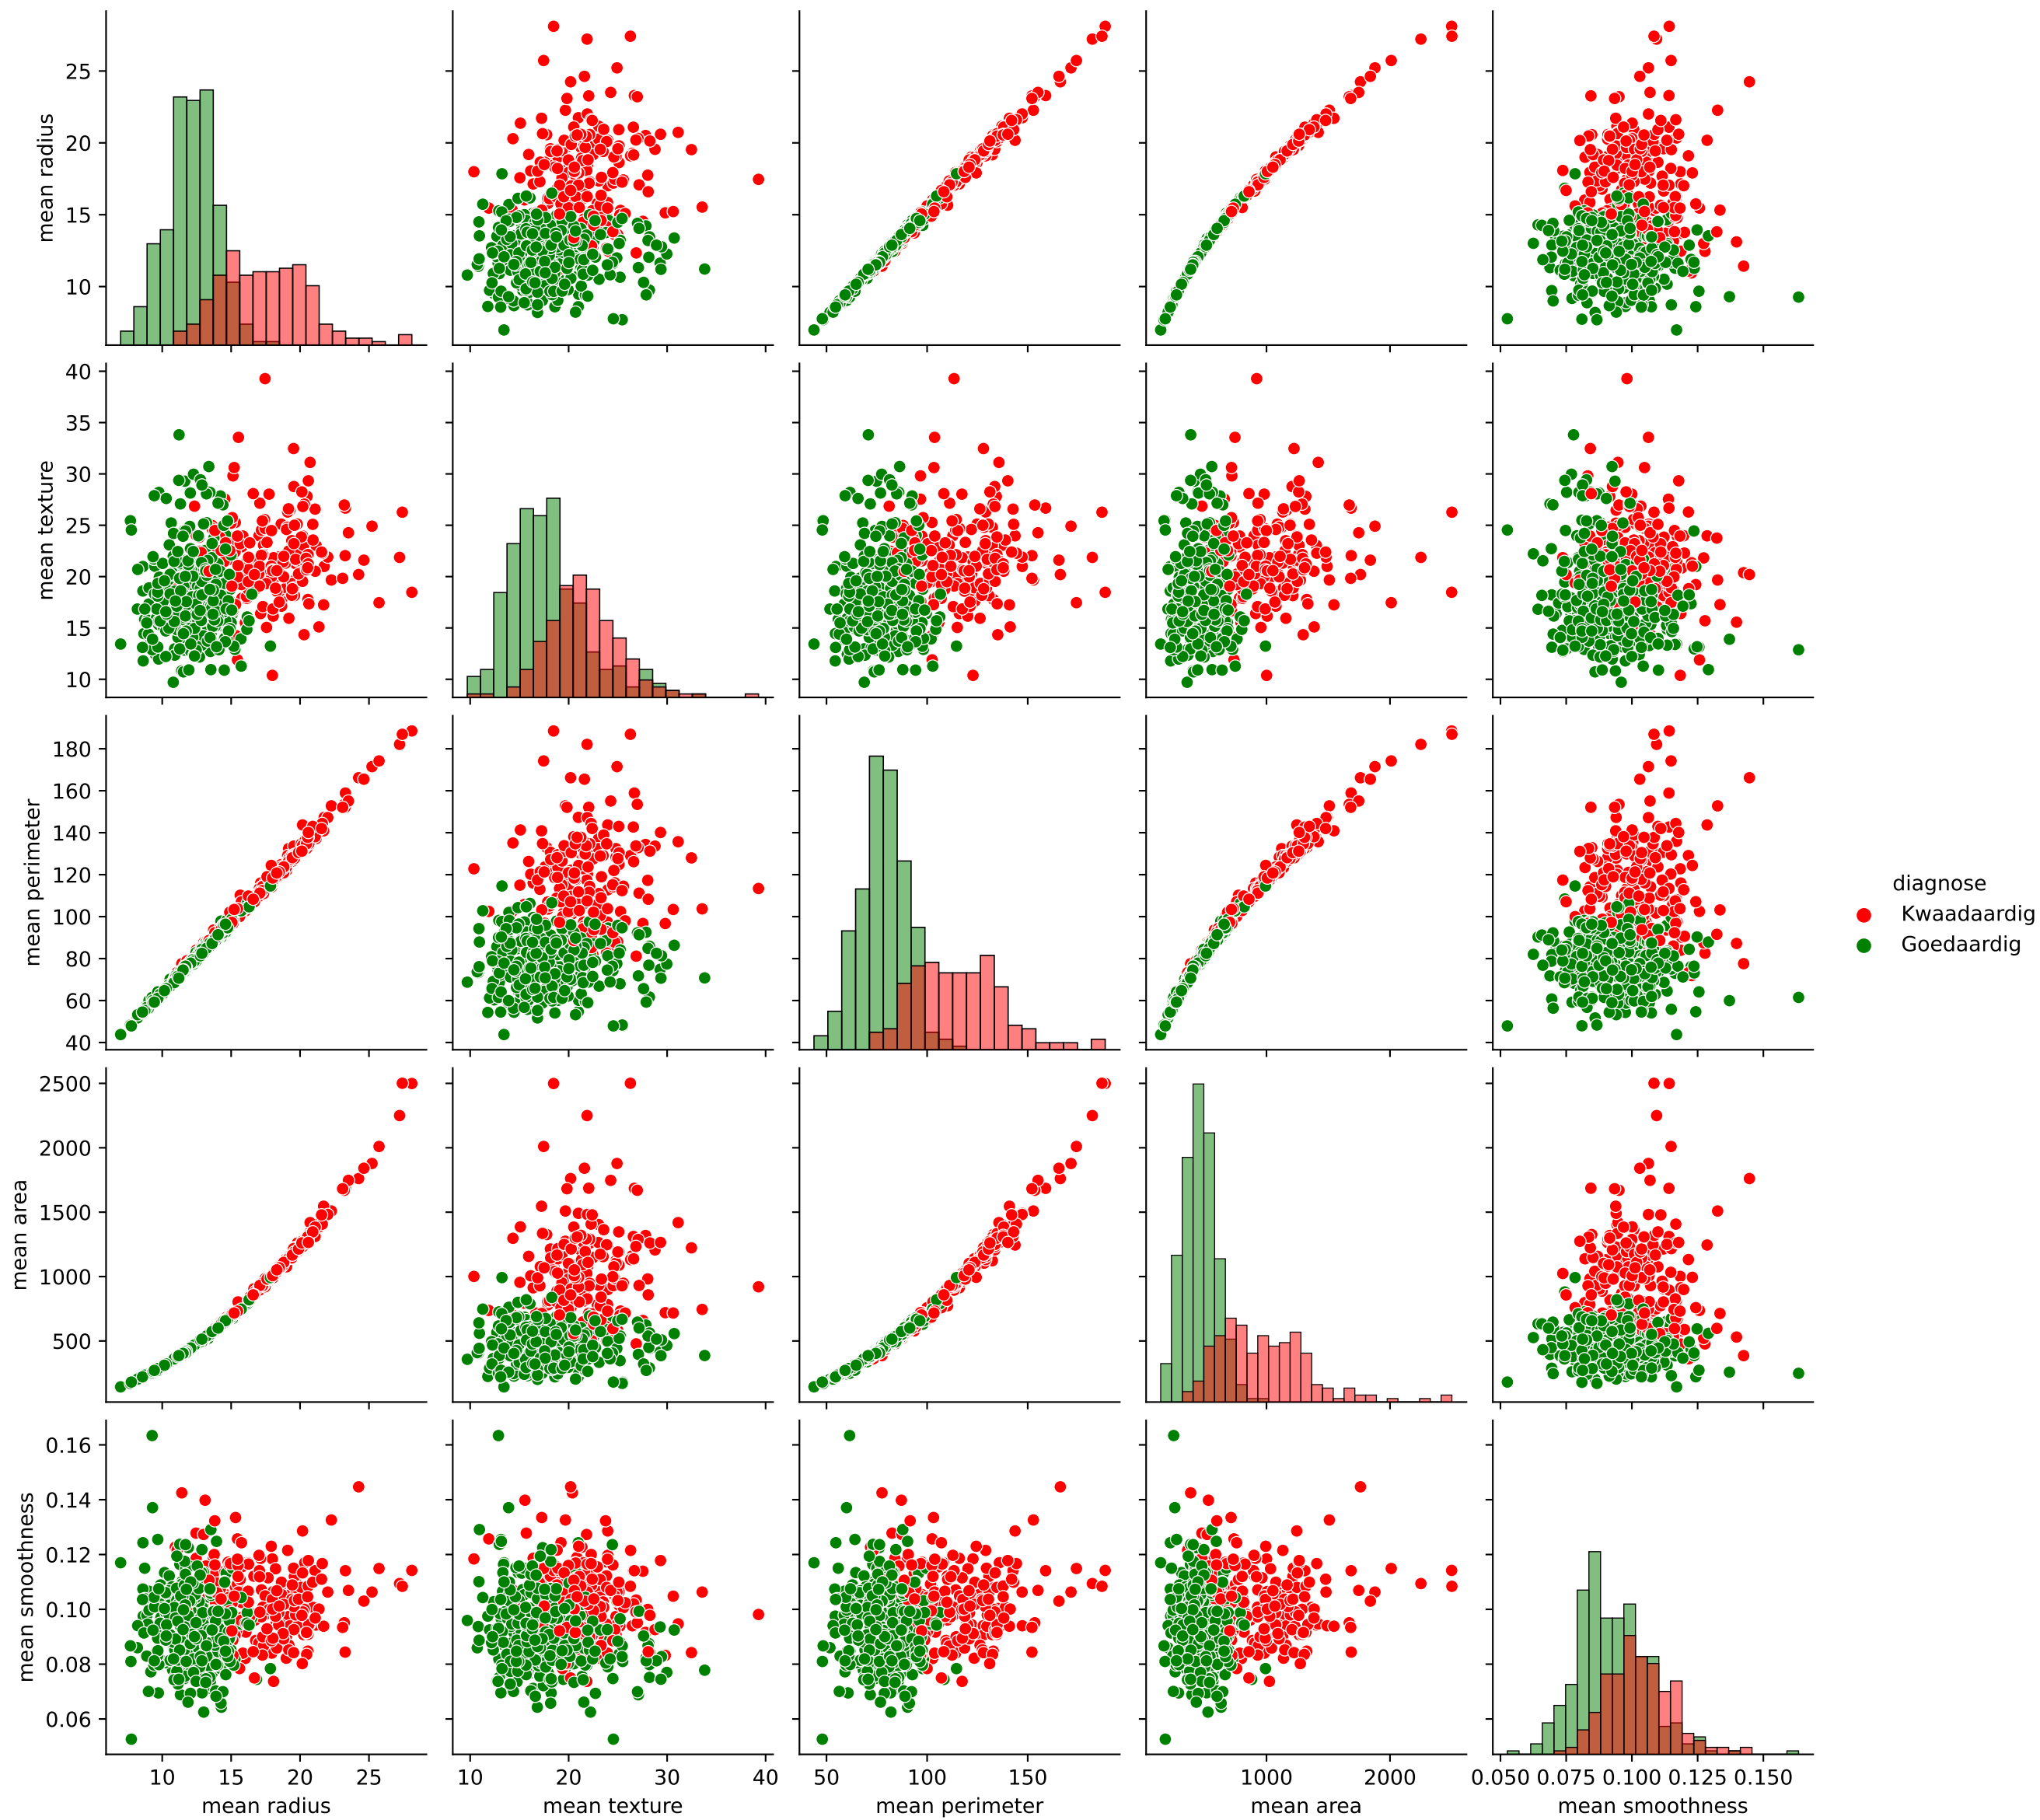 25
20
15
10
mean radius
40
35
30
25
20
15
10
mean texture
180
160
140
120
100
80
60
40
mean perimeter
diagnose
Kwaadaardig
Goedaardig
2500
2000
1500
1000
500
mean area
0.16
0.14
0.12
0.10
0.08
0.06
mean smoothness
10 15 20 25
10 20 30 40
50 100 150
1000 2000
0.050 0.075 0.100 0.125 0.150
mean radius
mean texture
mean perimeter
mean area
mean smoothness